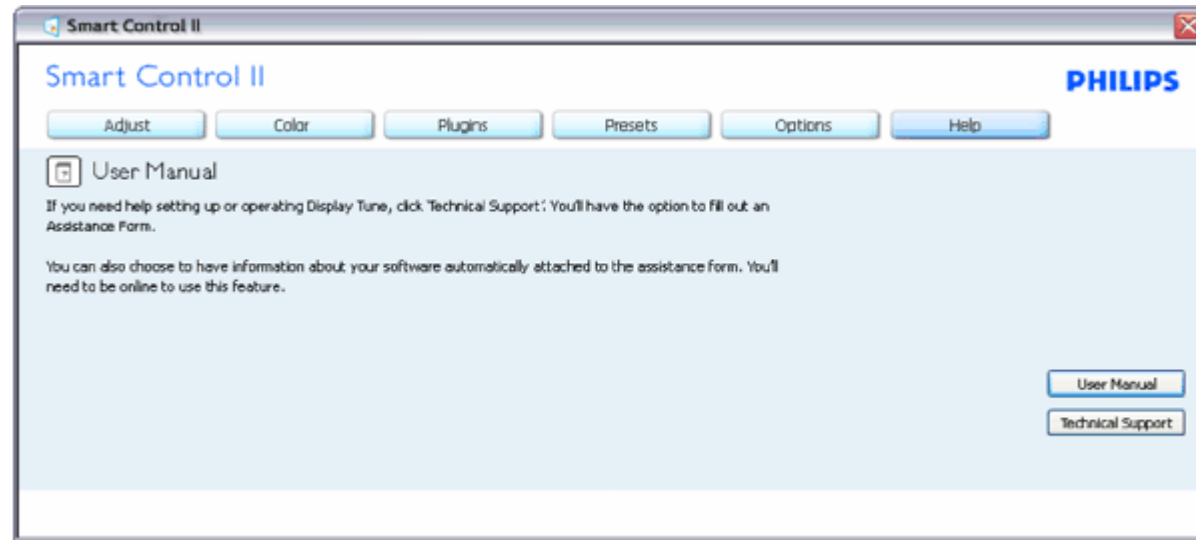 Smart Control II
Smart Control II
PHILIPS
Adjust Color Plugins Presets Options Help
User Manual
If you need help setting up or operating Display Tune, click 'Technical Support'. You'll have the option to fill out an
Assistance Form.
You can also choose to have information about your software automatically attached to the assistance form. You'll
need to be online to use this feature.
User Manual
Technical Support